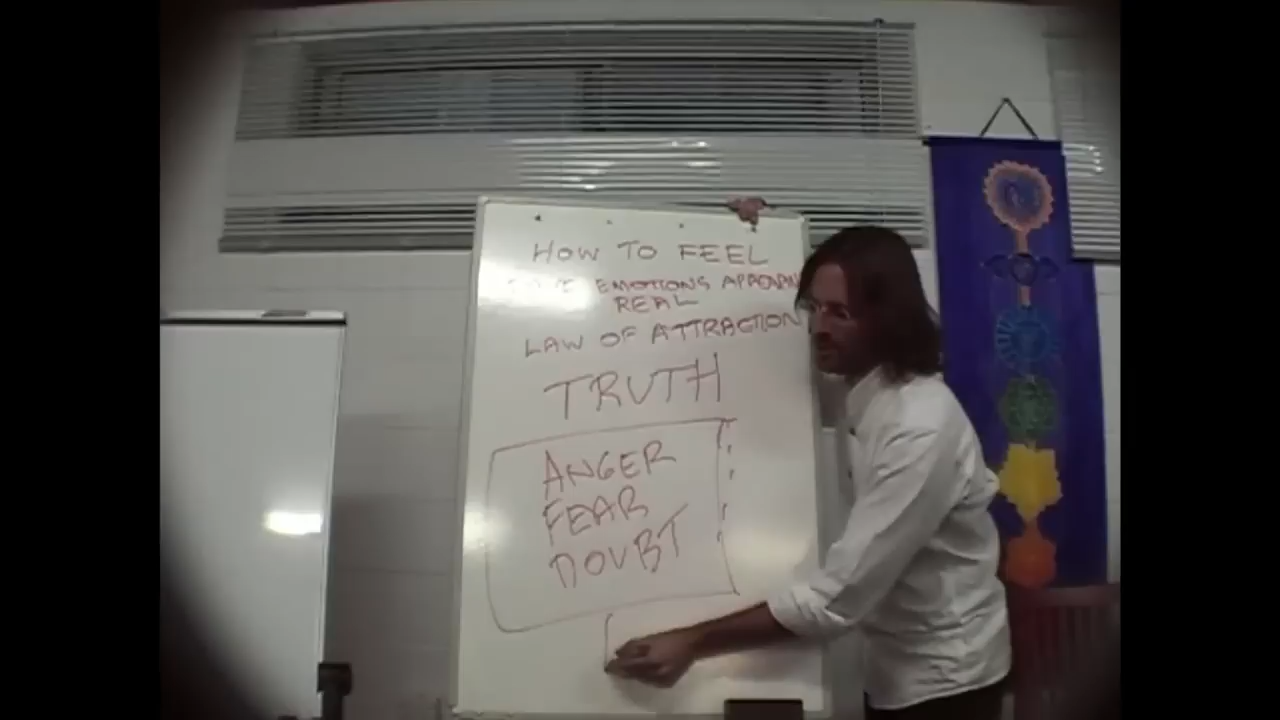 HOW TO FEEL
EMOTIONS
REAL
LAW OF ATTRACTION
TRUTH
ANGER
FEAR
DOUBT